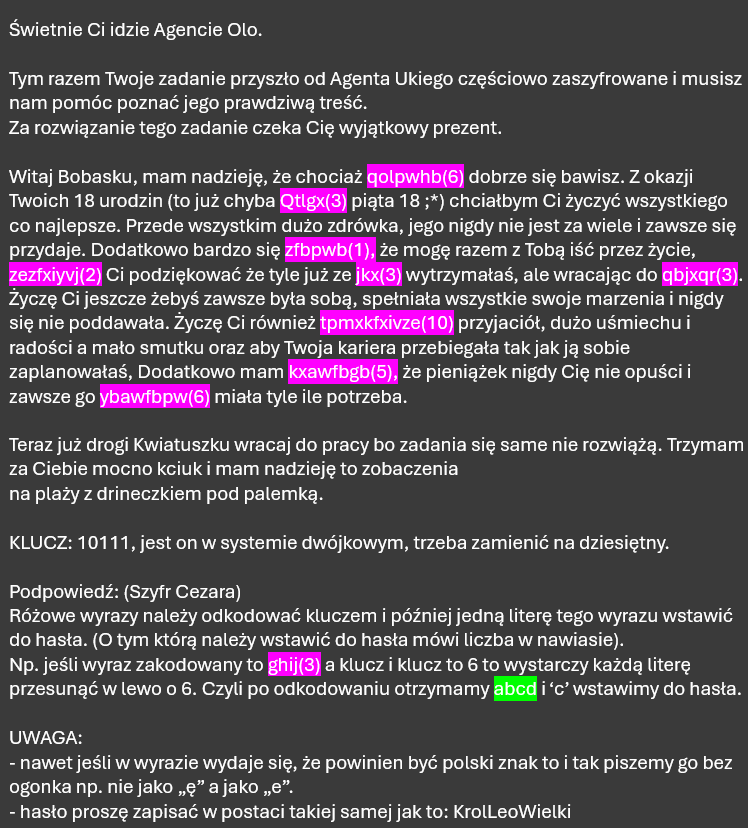 Świetnie Ci idzie Agencie Olo.
Tym razem Twoje zadanie przyszło od Agenta Ukiego częściowo zaszyfrowane i musisz
nam pomóc poznać jego prawdziwą treść.
Za rozwiązanie tego zadanie czeka Cię wyjątkowy prezent.
Witaj Bobasku, mam nadzieję, że chociaż qolpwhb(6) dobrze się bawisz. Z okazji
Twoich 18 urodzin (to już chyba Qtlgx(3) piąta 18 ;*) chciałbym Ci życzyć wszystkiego
co najlepsze. Przede wszystkim dużo zdrówka, jego nigdy nie jest za wiele i zawsze się
przydaje. Dodatkowo bardzo się zfbpwb(1), że mogę razem z Tobą iść przez życie,
zezfxiyvj(2) Ci podziękować że tyle już ze jkx(3) wytrzymałaś, ale wracając do qbjxqr(3).
Życzę Ci jeszcze żebyś zawsze była sobą, spełniała wszystkie swoje marzenia i nigdy
się nie poddawała. Życzę Ci również tpmxkfxivze(10) przyjaciół, dużo uśmiechu i
radości a mało smutku oraz aby Twoja kariera przebiegała tak jak ją sobie
zaplanowałaś, Dodatkowo mam kxawfbgb(5), że pieniążek nigdy Cię nie opuści i
zawsze go ybawfbpw(6) miała tyle ile potrzeba.
Teraz już drogi Kwiatuszku wracaj do pracy bo zadania się same nie rozwiążą. Trzymam
za Ciebie mocno kciuk i mam nadzieję to zobaczenia
na plaży z drineczkiem pod palemką.
KLUCZ: 10111, jest on w systemie dwójkowym, trzeba zamienić na dziesiętny.
Podpowiedź: (Szyfr Cezara)
Różowe wyrazy należy odkodować kluczem i później jedną literę tego wyrazu wstawić
do hasła. (O tym którą należy wstawić do hasła mówi liczba w nawiasie).
Np. jeśli wyraz zakodowany to ghij(3) a klucz i klucz to 6 to wystarczy każdą literę
przesunąć w lewo o 6. Czyli po odkodowaniu otrzymamy abcd i ‘c’ wstawimy do hasła.
UWAGA:
- nawet jeśli w wyrazie wydaje się, że powinien być polski znak to i tak piszemy go bez
ogonka np. nie jako „ę” a jako „e”.
- hasło proszę zapisać w postaci takiej samej jak to: KrolLeoWielki